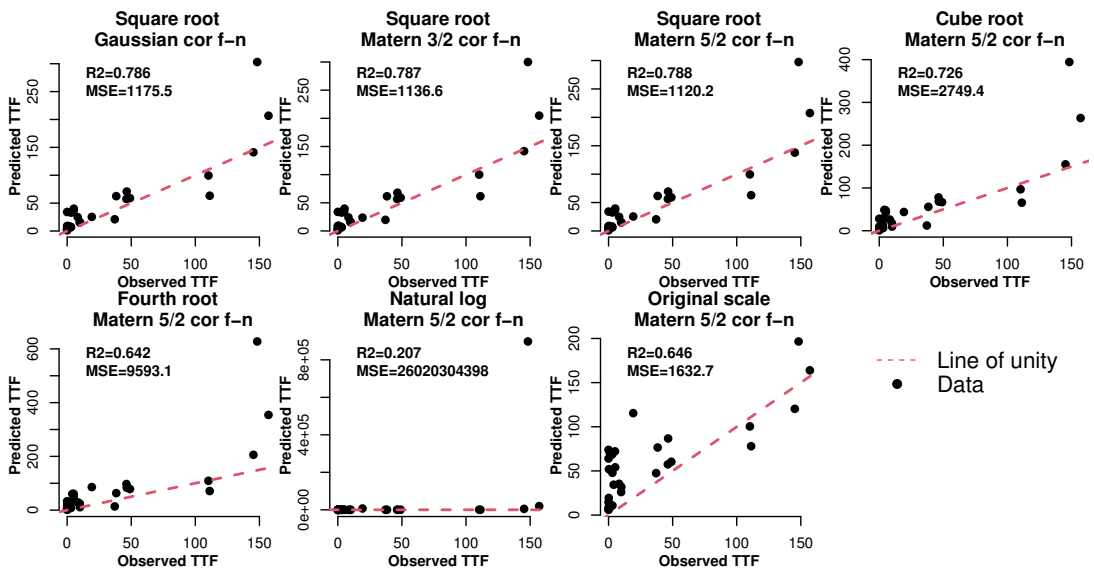 Square root
Gaussian cor f−n
R2=0.786
MSE=1175.5
Predicted TTF
0
50
150
250
0
50
100
150
Observed TTF
Square root
Matern 3/2 cor f−n
R2=0.787
MSE=1136.6
Predicted TTF
0
50
150
250
0
50
100
150
Observed TTF
Square root
Matern 5/2 cor f−n
R2=0.788
MSE=1120.2
Predicted TTF
0
50
150
250
0
50
100
150
Observed TTF
Cube root
Matern 5/2 cor f−n
R2=0.726
MSE=2749.4
Predicted TTF
0
100
200
300
400
0
50
100
150
Observed TTF
Fourth root
Matern 5/2 cor f−n
R2=0.642
MSE=9593.1
Predicted TTF
0
200
400
600
0
50
100
150
Observed TTF
Natural log
Matern 5/2 cor f−n
R2=0.207
MSE=26020304398
Predicted TTF
0e+00
4e+05
8e+05
0
50
100
150
Observed TTF
Original scale
Matern 5/2 cor f−n
R2=0.646
MSE=1632.7
Predicted TTF
0
50
100
150
200
0
50
100
150
Observed TTF
Line of unity
Data